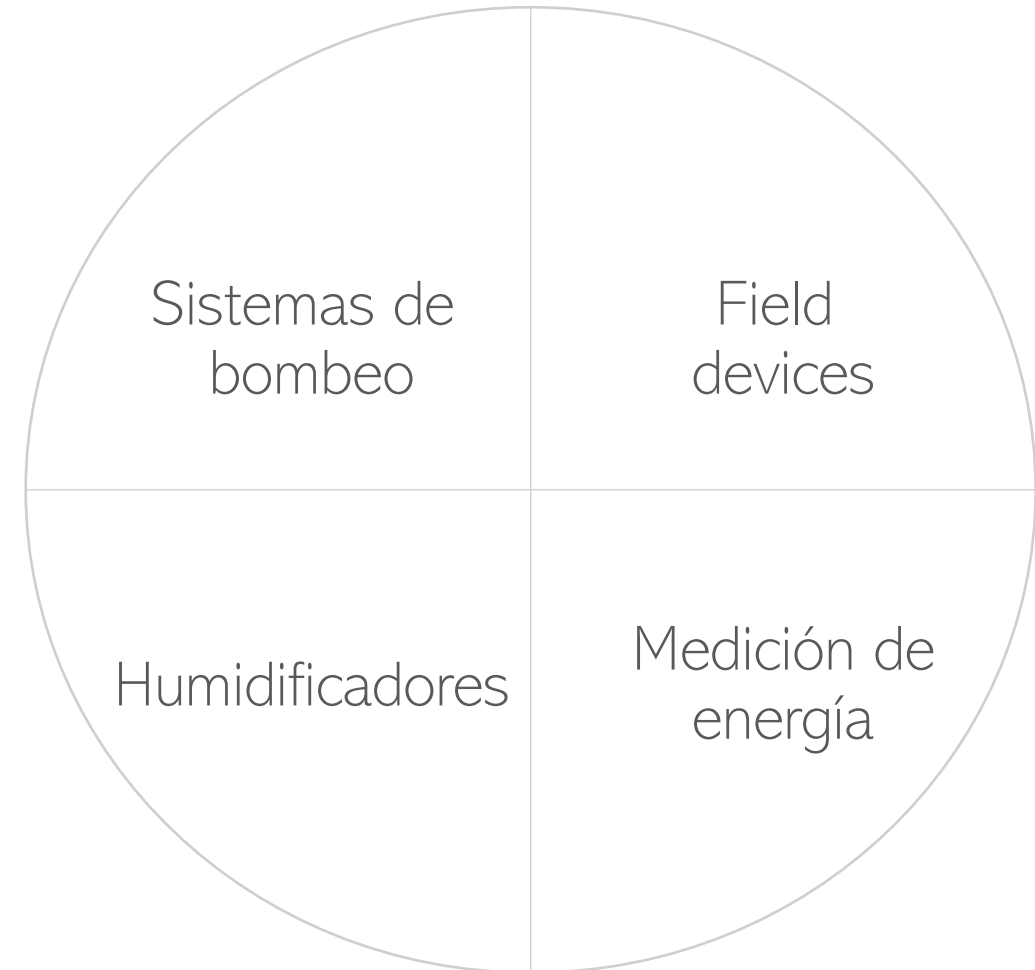 Sistemas de
bombeo
Field
devices
Humidificadores
Medición de
energía